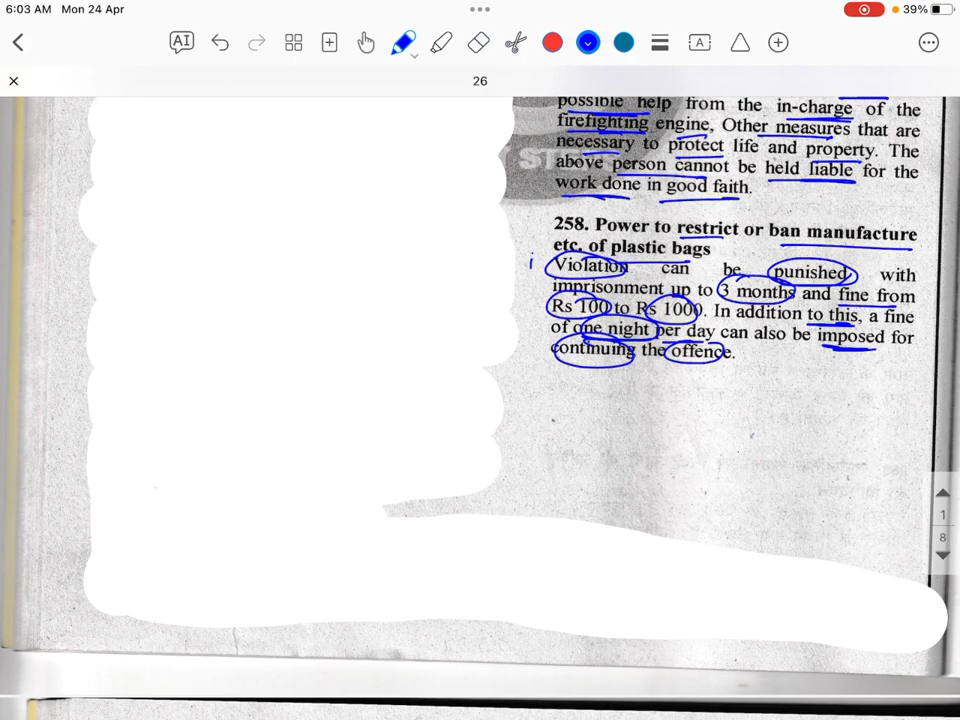 6:03 AM Mon 24 Apr
39%
AI
A
26
possible help from the in-charge of the
firefighting engine, Other measures that are
necessary to protect life and property. The
above person cannot be held liable for the
work done in good faith.
258. Power to restrict or ban manufacture
etc. of plastic bags
i
Violation can be punished with
imprisonment up to 3 months and fine from
Rs 100 to Rs 1000. In addition to this, a fine
of one night per day can also be imposed for
continuing the offence.
1
8